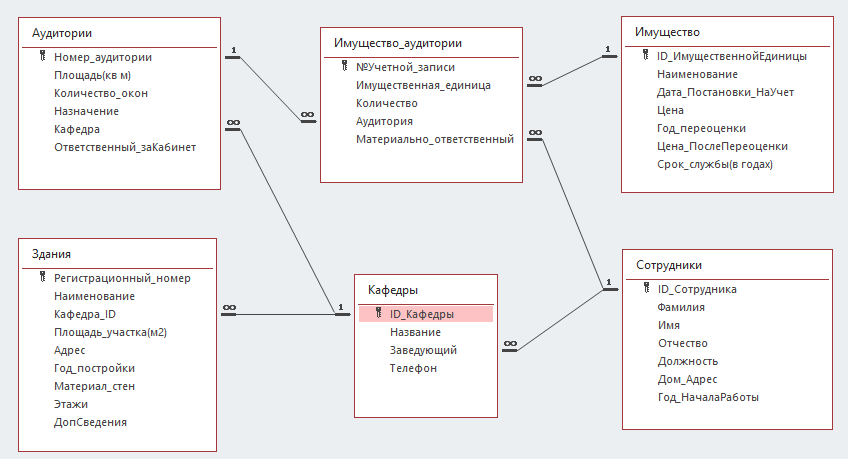 Аудитории
Номер_аудитории
Площадь(кв м)
Количество_окон
Назначение
Кафедра
Ответственный_заКабинет
1
∞
Имущество_аудитории
№Учетной_записи
Имущественная_единица
Количество
Аудитория
Материально_ответственный
∞
∞
∞
1
Имущество
ID_ИмущественнойЕдиницы
Наименование
Дата_Постановки_НаУчет
Цена
Год_переоценки
Цена_ПослеПереоценки
Срок_службы(в годах)
Здания
Регистрационный_номер
Наименование
Кафедра_ID
Площадь_участка(м2)
Адрес
Год_постройки
Материал_стен
Этажи
ДопСведения
∞
1
Кафедры
ID_Кафедры
Название
Заведующий
Телефон
∞
1
Сотрудники
ID_Сотрудника
Фамилия
Имя
Отчество
Должность
Дом_Адрес
Год_НачалаРаботы